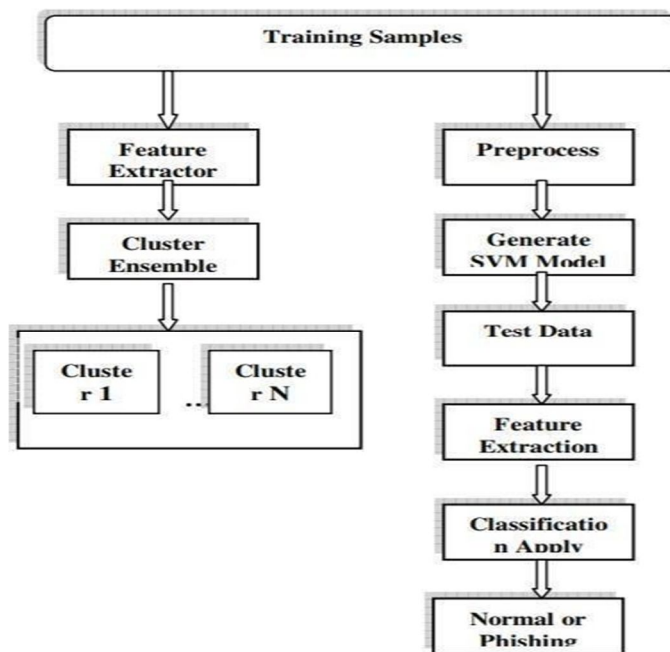 Training Samples
Feature
Extractor
Cluster
Ensemble
Cluste
r 1
...
Cluste
r N
Preprocess
Generate
SVM Model
Test Data
Feature
Extraction
Classificatio
n Apply
Normal or
Phishing